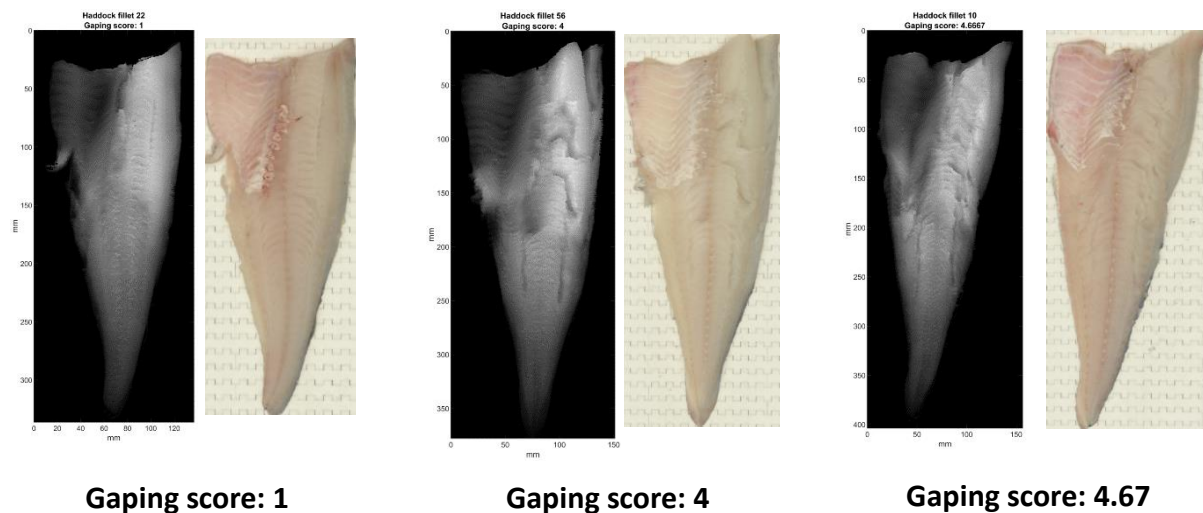 Haddock fillet 22
Gaping score: 1
0
50
100
150
200
250
300
mm
0 20 40 60 80 100 120
mm
Haddock fillet 56
Gaping score: 4
0
50
100
150
200
250
300
350
mm
0 50 100 150
mm
Haddock fillet 10
Gaping score: 4.6667
0
50
100
150
200
250
300
350
400
mm
0 50 100 150
mm
Gaping score: 1
Gaping score: 4
Gaping score: 4.67